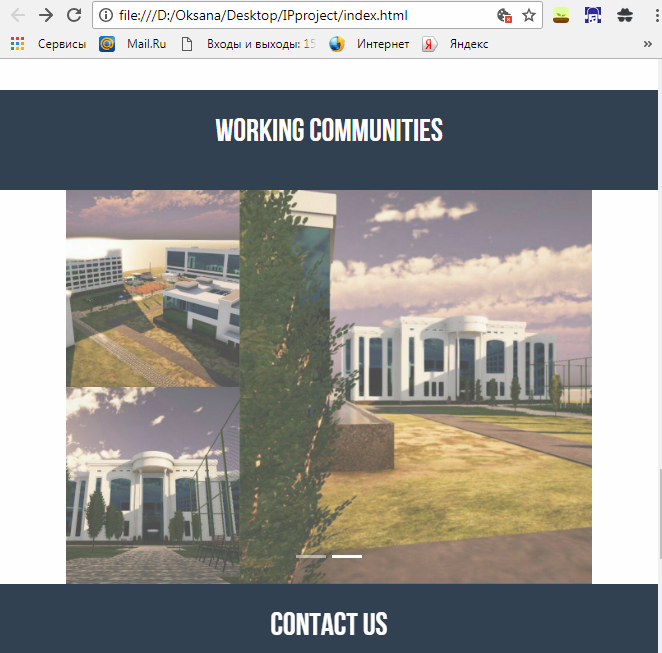 file:///D:/Oksana/Desktop/IPproject/index.html
Сервисы Mail.Ru Входы и выходы: 15 Интернет Яндекс »
WORKING COMMUNITIES
CONTACT US